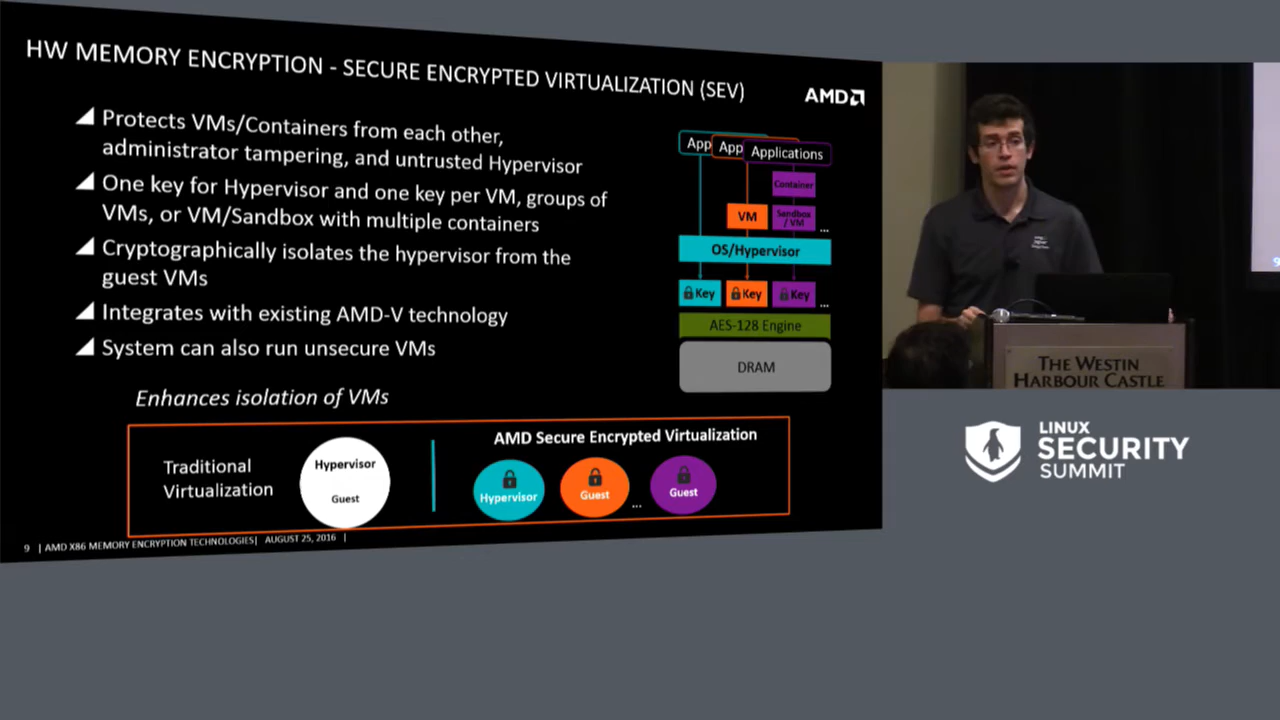 HW MEMORY ENCRYPTION - SECURE ENCRYPTED VIRTUALIZATION (SEV)
AMD
Protects VMs/Containers from each other,
administrator tampering, and untrusted Hypervisor
One key for Hypervisor and one key per VM, groups of
VMs, or VM/Sandbox with multiple containers
Cryptographically isolates the hypervisor from the
guest VMs
Integrates with existing AMD-V technology
System can also run unsecure VMs
Enhances isolation of VMs
App App Applications
Container
VM Sandbox
/ VM ...
OS/Hypervisor
Key Key Key ...
AES-128 Engine
DRAM
Traditional
Virtualization
Hypervisor
Guest
AMD Secure Encrypted Virtualization
Hypervisor Guest ... Guest
9 | AMD X86 MEMORY ENCRYPTION TECHNOLOGIES| AUGUST 25, 2016 |
THE WESTIN
HARBOUR CASTLE
LINUX
SECURITY
SUMMIT